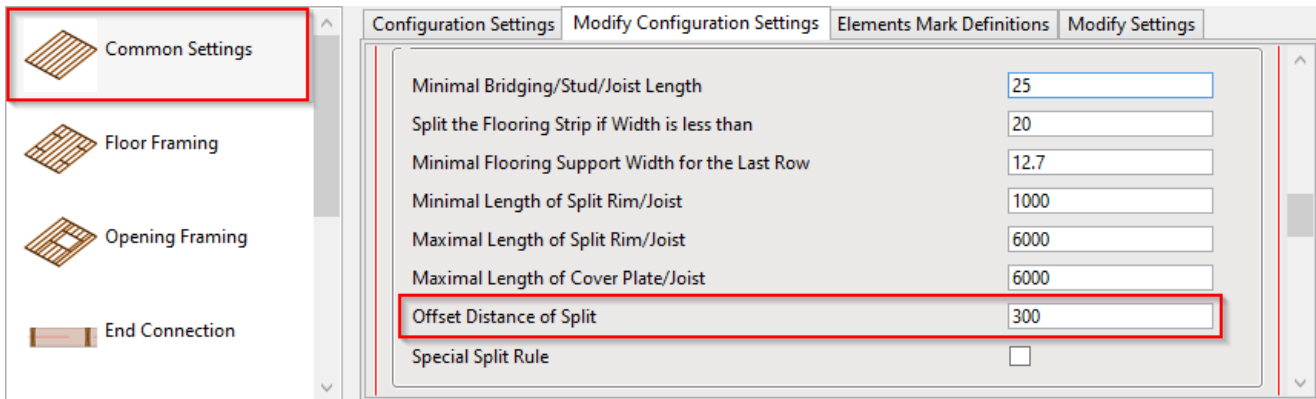 Common Settings
Floor Framing
Opening Framing
End Connection
Configuration Settings
Modify Configuration Settings
Elements Mark Definitions
Modify Settings
Minimal Bridging/Stud/Joist Length 25
Split the Flooring Strip if Width is less than 20
Minimal Flooring Support Width for the Last Row 12.7
Minimal Length of Split Rim/Joist 1000
Maximal Length of Split Rim/Joist 6000
Maximal Length of Cover Plate/Joist 6000
Offset Distance of Split 300
Special Split Rule